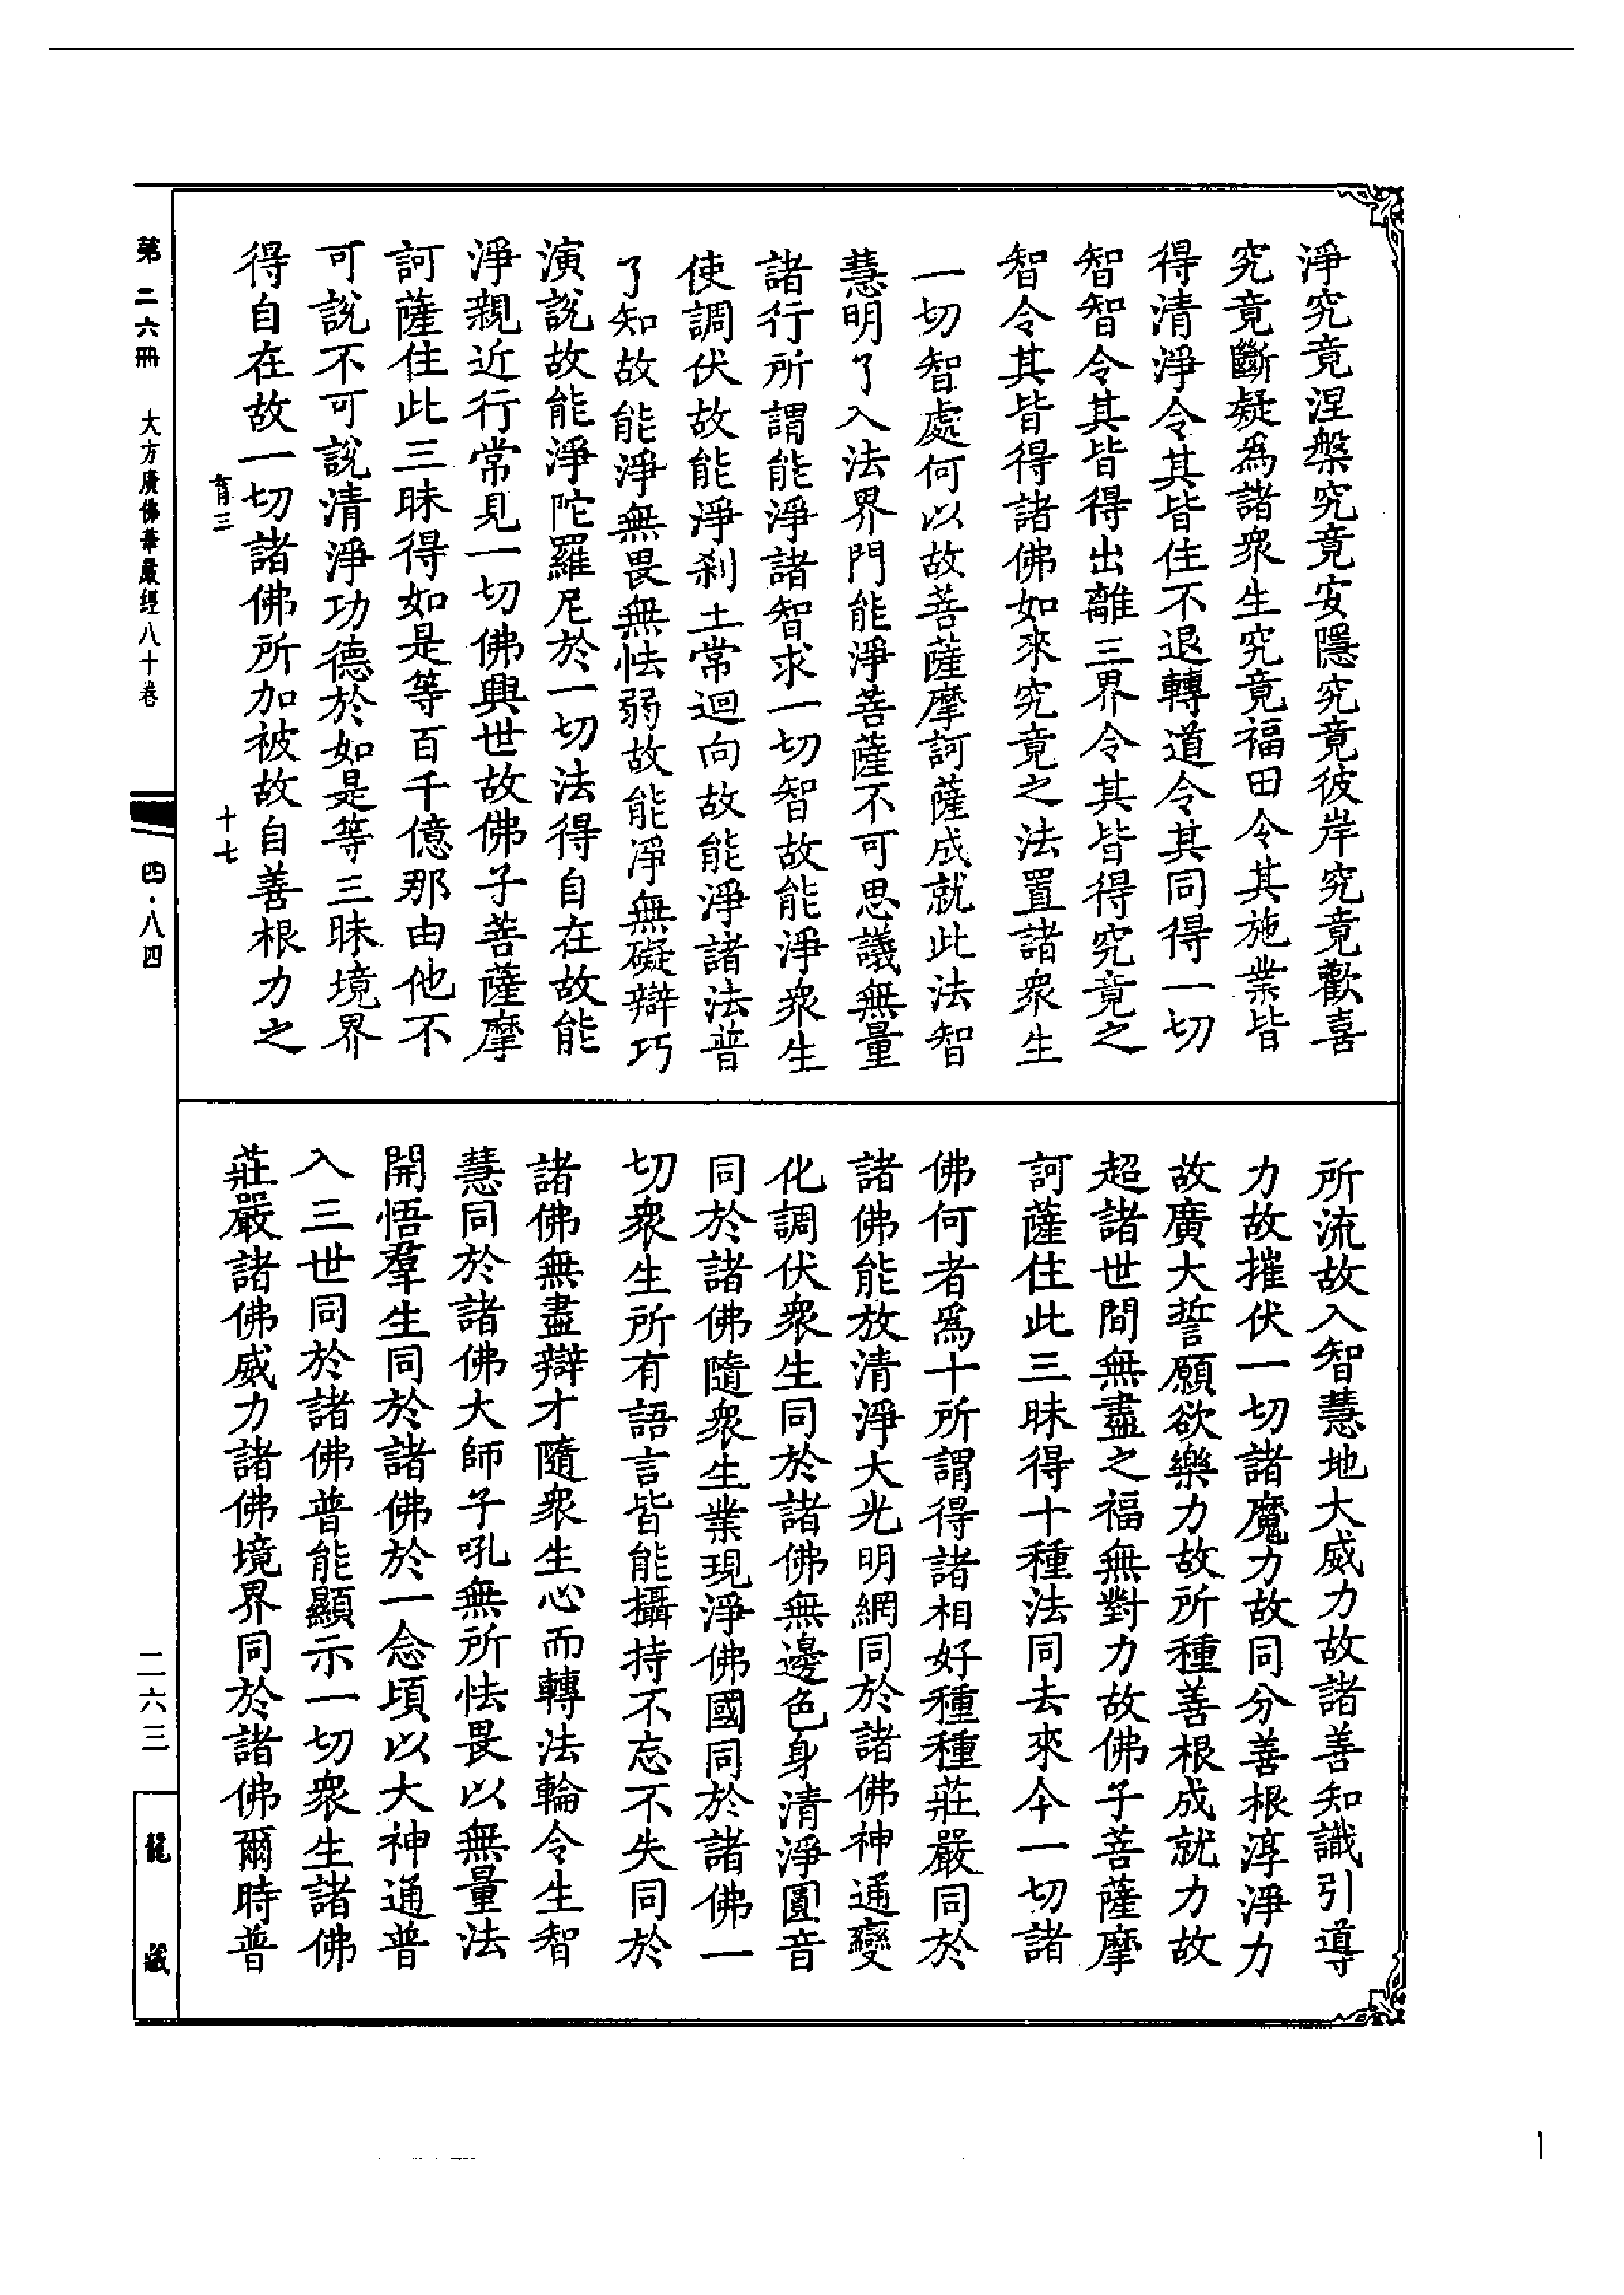 淨究竟涅槃究竟安隱究竟彼岸究竟歡喜
究竟斷疑為諸衆生究竟福田令其施業皆
得清淨令其皆住不退轉道令其同得一切
智智令其皆得出離三界令其皆得究竟之
智令其皆得諸佛如來究竟之法置諸衆生
一切智處何以故菩薩摩訶薩成就此法智
慧明了入法界門能淨菩薩不可思議無量
諸行所謂能淨諸智求一切智故能淨衆生
使調伏故能淨刹土常迴向故能淨諸法普
了知故能淨無畏無怯弱故能淨無礙辯巧
演說故能淨陀羅尼於一切法得自在故能
淨親近行常見一切佛興世故佛子菩薩摩
訶薩住此三昧得如是等百千億那由他不
可說不可說清淨功德於如是等三昧境界
得自在故一切諸佛所加被故自善根力之
育三
十七
所流故入智慧地大威力故諸善知識引導
力故摧伏一切諸魔力故同分善根淳淨力
故廣大誓願欲樂力故所種善根成就力故
超諸世間無盡之福無對力故佛子菩薩摩
訶薩住此三昧得十種法同去來今一切諸
佛何者爲十所謂得諸相好種種莊嚴同於
諸佛能放清淨大光明網同於諸佛神通變
化調伏衆生同於諸佛無邊色身清淨圓音
同於諸佛隨衆生業現淨佛國同於諸佛一
切衆生所有語言皆能攝持不忘不失同於
諸佛無盡辯才隨衆生心而轉法輪令生智
慧同於諸佛大師子吼無所怯畏以無量法
開悟羣生同於諸佛於一念頃以大神通普
入三世同於諸佛普能顯示一切衆生諸佛
莊嚴諸佛威力諸佛境界同於諸佛爾時普
第二六冊 大方廣佛華嚴經八十卷
四·八四
二六三
龍藏
1